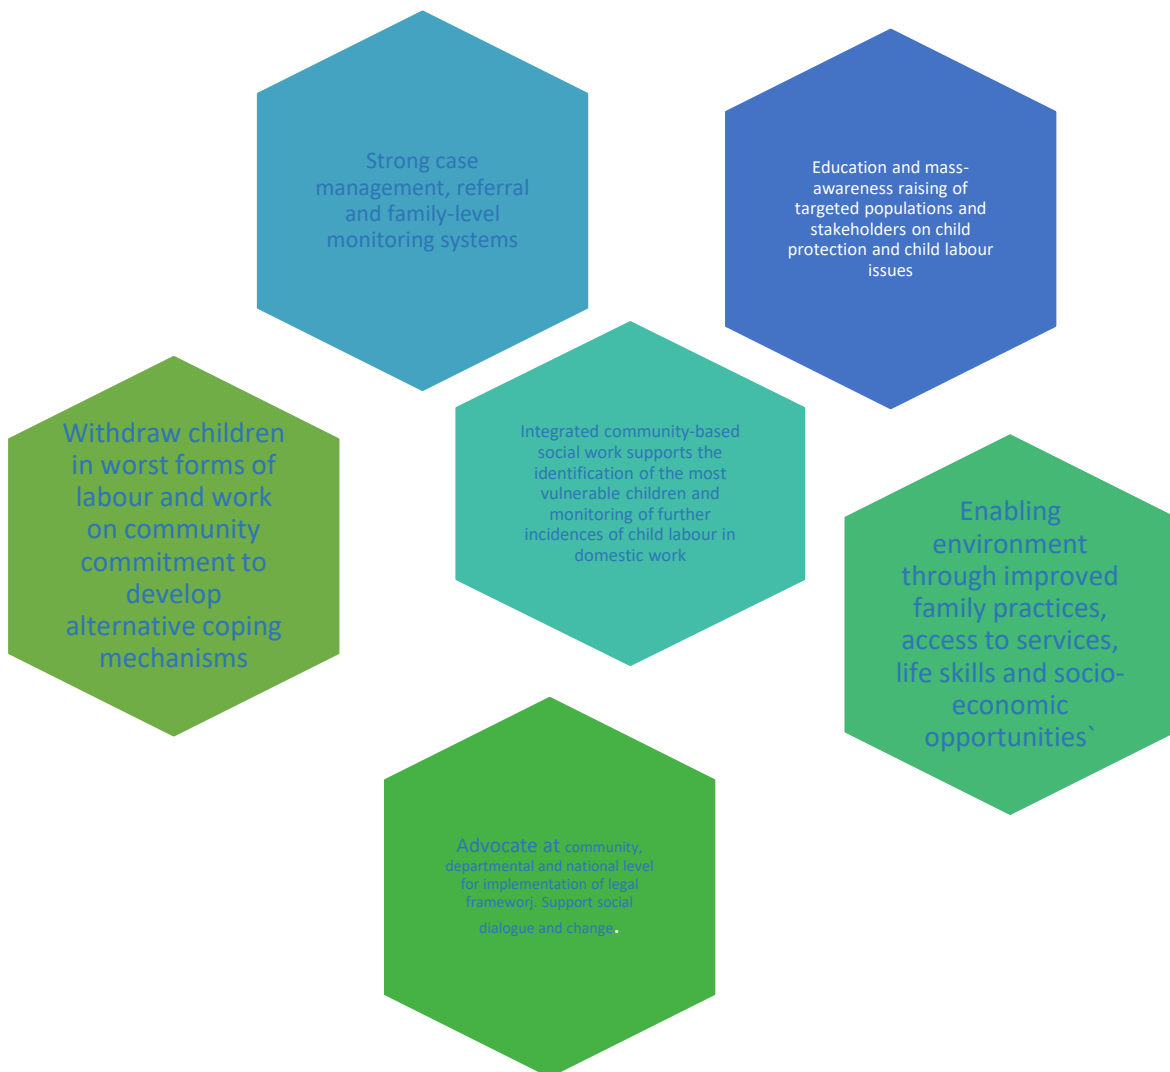 Strong case
management, referral
and family-level
monitoring systems
Education and mass-
awareness raising of
targeted populations and
stakeholders on child
protection and child labour
issues
Withdraw children
in worst forms of
labour and work
on community
commitment to
develop
alternative coping
mechanisms
Integrated community-based
social work supports the
identification of the most
vulnerable children and
monitoring of further
incidences of child labour in
domestic work
Enabling
environment
through improved
family practices,
access to services,
life skills and socio-
economic
opportunities`
Advocate at community,
departmental and national level
for implementation of legal
frameworj. Support social
dialogue and change.